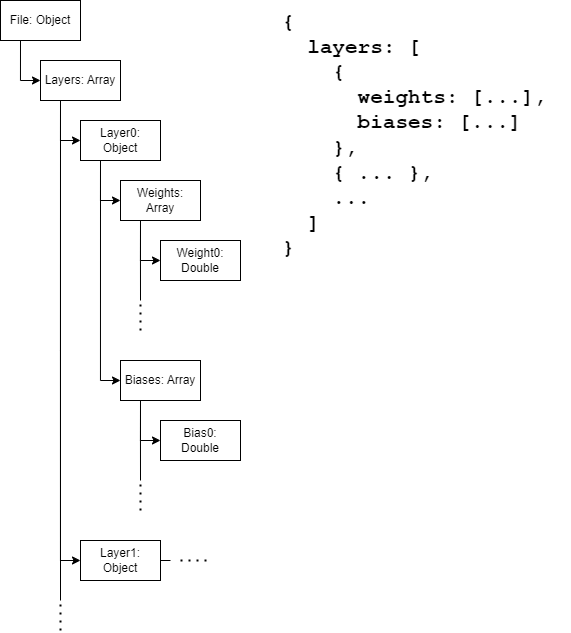 File: Object
Layers: Array
Layer0:
Object
Weights:
Array
Weight0:
Double
Biases: Array
Bias0:
Double
Layer1:
Object
{
layers: [
{
weights: [...],
biases: [...]
},
{ ... },
...
]
}